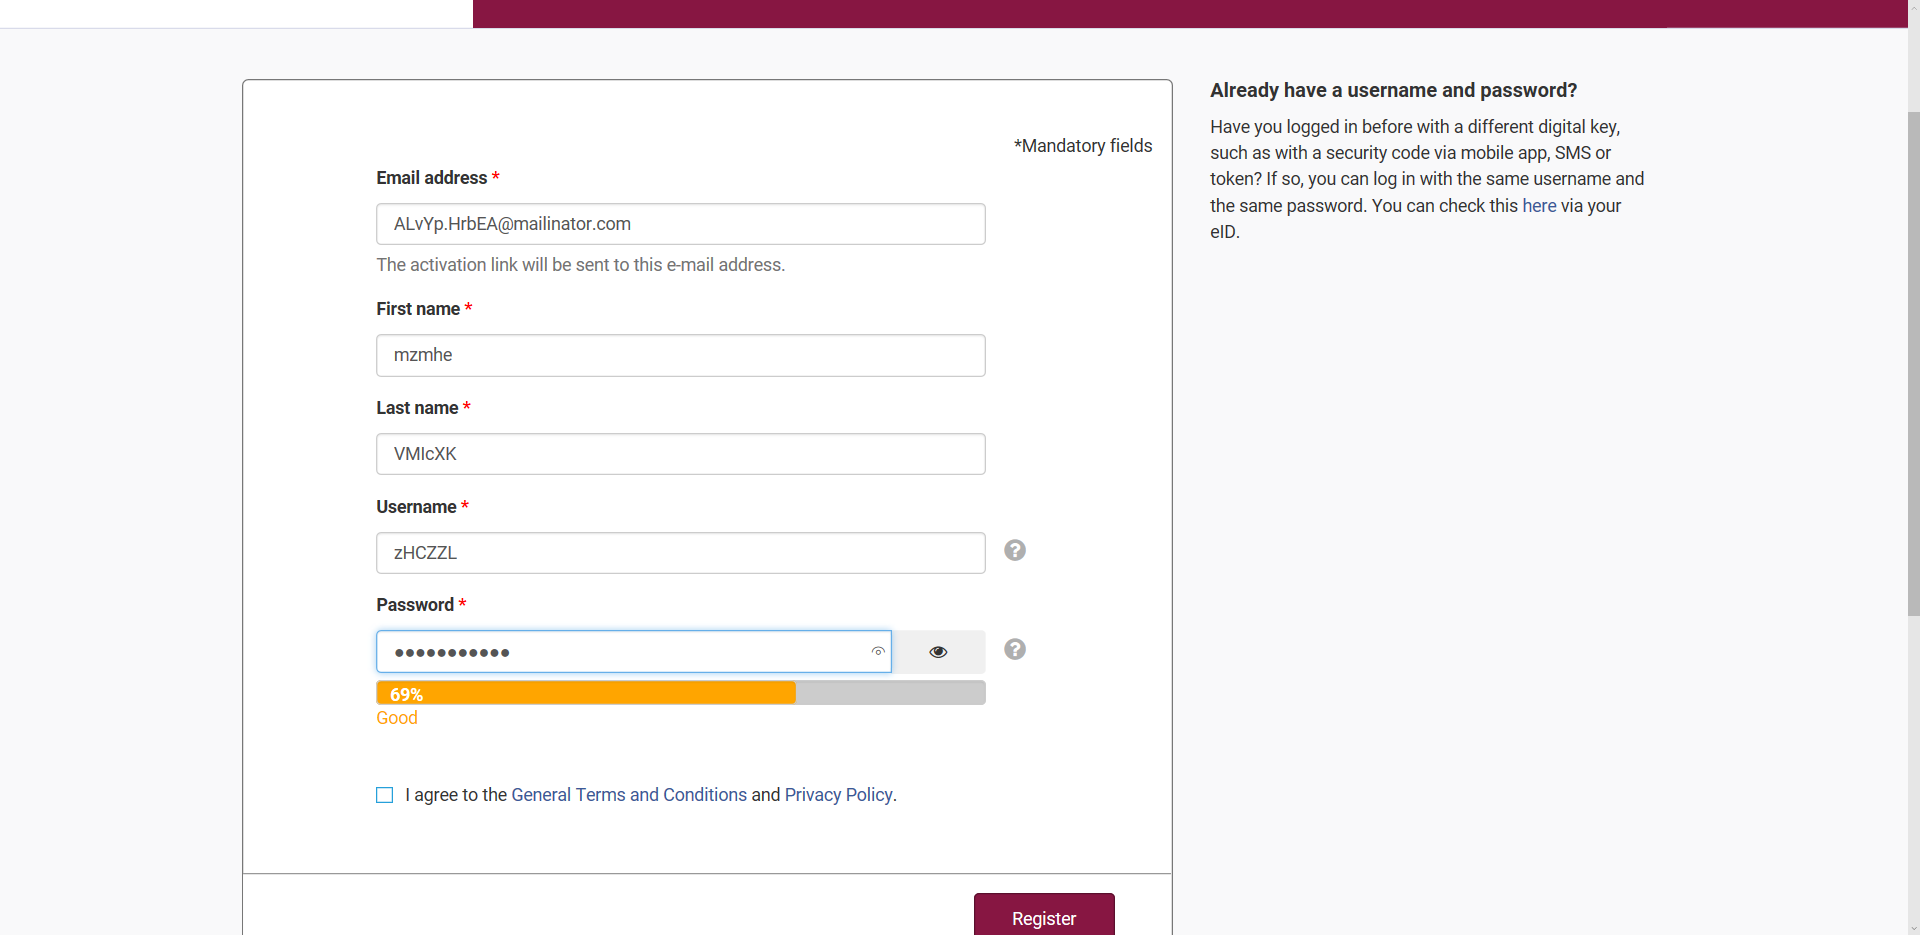 *Mandatory fields
Email address *
ALvYp.HrbEA@mailinator.com
The activation link will be sent to this e-mail address.
First name *
mzmhe
Last name *
VMIcXK
Username *
zHCZZL
Password *
●●●●●●●●●●●
69%
Good
I agree to the General Terms and Conditions and Privacy Policy.
Register
Already have a username and password?
Have you logged in before with a different digital key,
such as with a security code via mobile app, SMS or
token? If so, you can log in with the same username and
the same password. You can check this here via your
eID.